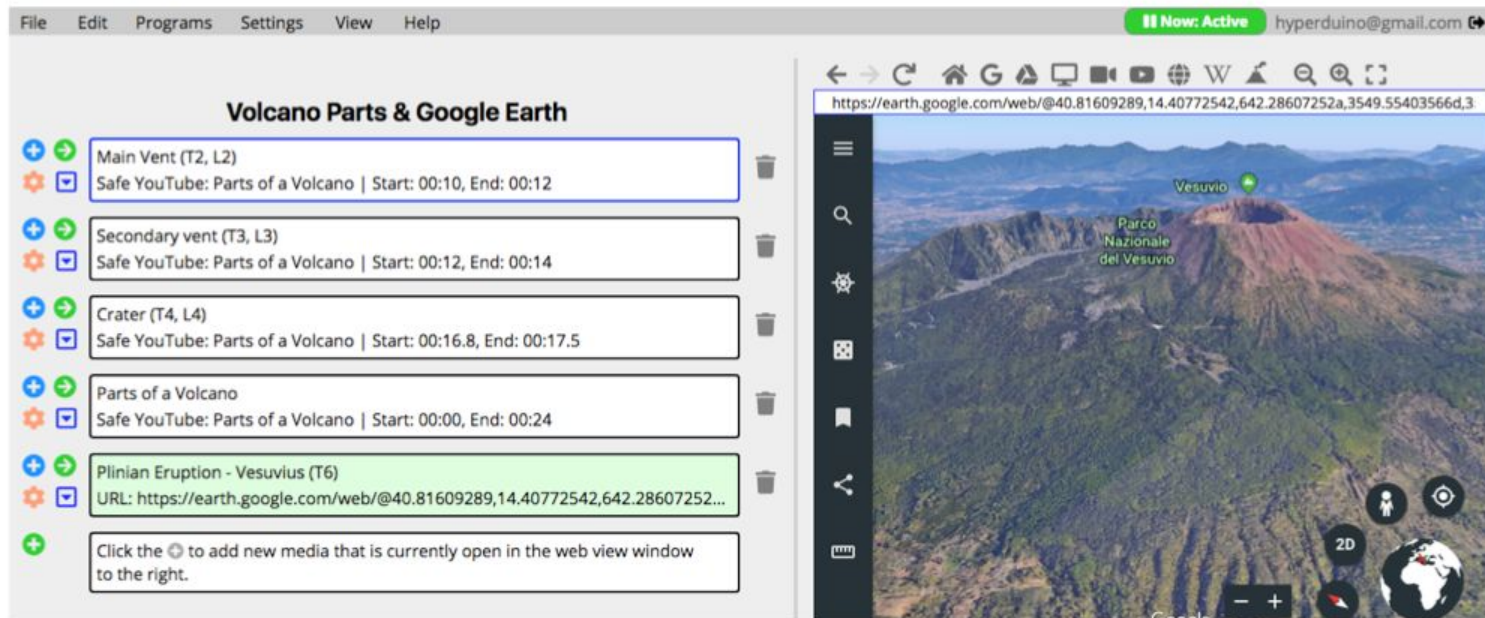 File Edit Programs Settings View Help
Now: Active hyperduino@gmail.com
Volcano Parts & Google Earth
Main Vent (T2, L2)
Safe YouTube: Parts of a Volcano | Start: 00:10, End: 00:12
Secondary vent (T3, L3)
Safe YouTube: Parts of a Volcano | Start: 00:12, End: 00:14
Crater (T4, L4)
Safe YouTube: Parts of a Volcano | Start: 00:16.8, End: 00:17.5
Parts of a Volcano
Safe YouTube: Parts of a Volcano | Start: 00:00, End: 00:24
Plinian Eruption - Vesuvius (T6)
URL: https://earth.google.com/web/@40.81609289,14.40772542,642.28607252...
Click the to add new media that is currently open in the web view window
to the right.
G W
https://earth.google.com/web/@40.81609289,14.40772542,642.28607252a,3549.55403566d,3
Vesuvio
Parco
Nazionale
del Vesuvio
2D
Google